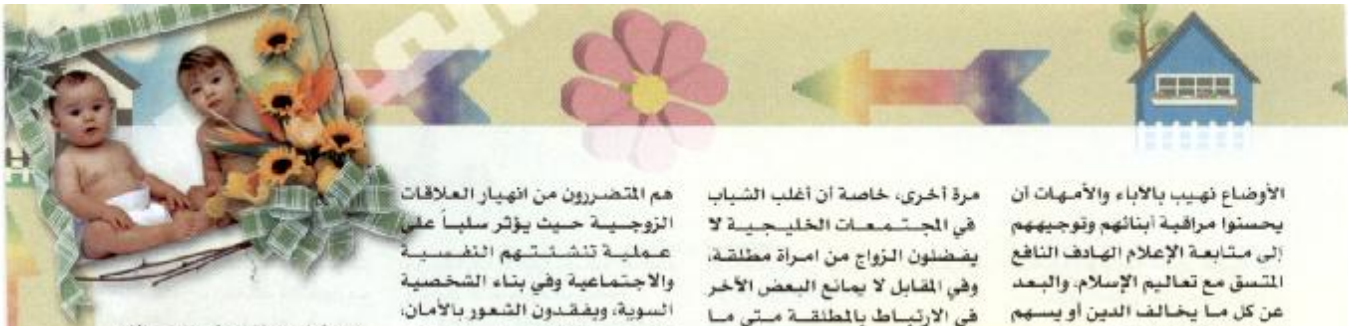 الأوضاع نهيب بالآباء والأمهات أن
يحسنوا مراقبة أبنائهم وتوجيههم
إلى متابعة الإعلام الهادف النافع
المتسق مع تعاليم الإسلام، والبعد
عن كل ما يخالف الدين أو يسهم
مرة أخرى، خاصة أن أغلب الشباب
في المجتمعات الخليجية لا
يفضلون الزواج من امرأة مطلقة،
وفي المقابل لا يمانع البعض الآخر
في الارتباط بالمطلقة متى ما
هم المتضررون من انهيار العلاقات
الزوجية حيث يؤثر سلباً على
عملية تنشئتهم النفسية
والاجتماعية وفي بناء الشخصية
السوية، ويفقدون الشعور بالأمان،